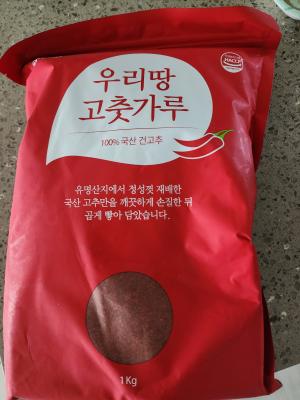 우리땅
고춧가루
HACCP
100% 국산 건고추
유명산지에서 정성껏 재배한
국산 고추만을 깨끗하게 손질한 뒤
곱게 빻아 담았습니다.
1Kg